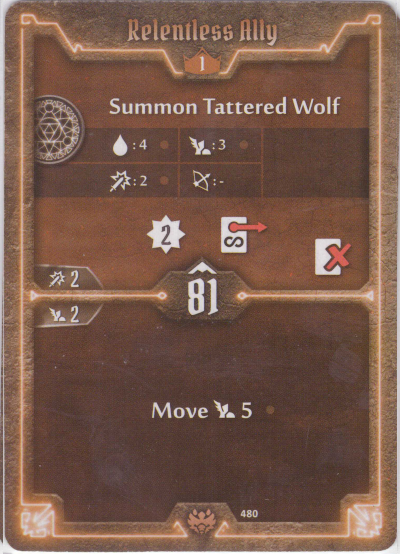 Relentless Ally
1
Summon Tattered Wolf
:4 :3
:2 :-
2
2
81
2
Move 5
480